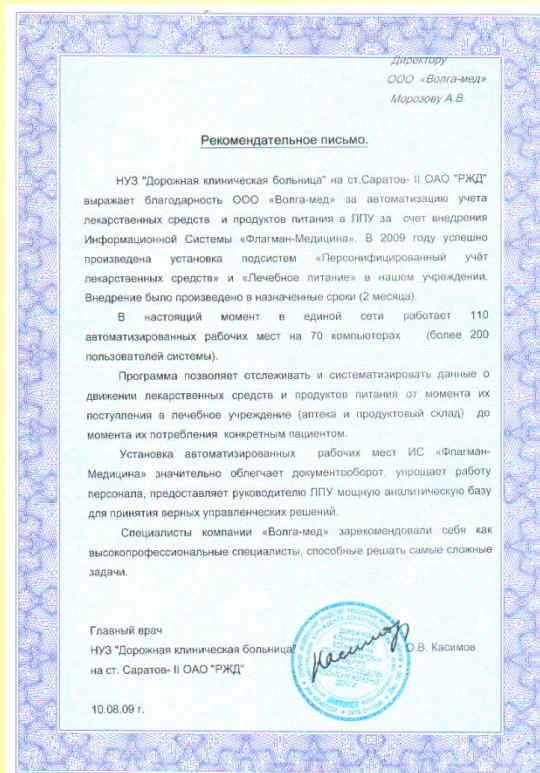 Директору
ООО «Волга-мед»
Морозову А.В.
Рекомендательное письмо.
НУЗ "Дорожная клиническая больница" на ст.Саратов- II ОАО "РЖД"
выражает благодарность ООО «Волга-мед» за автоматизацию учета
лекарственных средств и продуктов питания в ЛПУ за счет внедрения
Информационной Системы «Флагман-Медицина». В 2009 году успешно
произведена установка подсистем «Персонифицированный учёт
лекарственных средств» и «Лечебное питание» в нашем учреждении.
Внедрение было произведено в назначенные сроки (2 месяца).
В настоящий момент в единой сети работает 110
автоматизированных рабочих мест на 70 компьютерах (более 200
пользователей системы).
Программа позволяет отслеживать и систематизировать данные о
движении лекарственных средств и продуктов питания от момента их
поступления в лечебное учреждение (аптека и продуктовый склад) до
момента их потребления конкретным пациентом.
Установка автоматизированных рабочих мест ИС «Флагман-
Медицина» значительно облегчает документооборот, упрощает работу
персонала, предоставляет руководителю ЛПУ мощную аналитическую базу
для принятия верных управленческих решений.
Специалисты компании «Волга-мед» зарекомендовали себя как
высокопрофессиональные специалисты, способные решать самые сложные
задачи.
Главный врач
НУЗ "Дорожная клиническая больница" О.В. Касимов
на ст. Саратов- II ОАО "РЖД"
10.08.09 г.